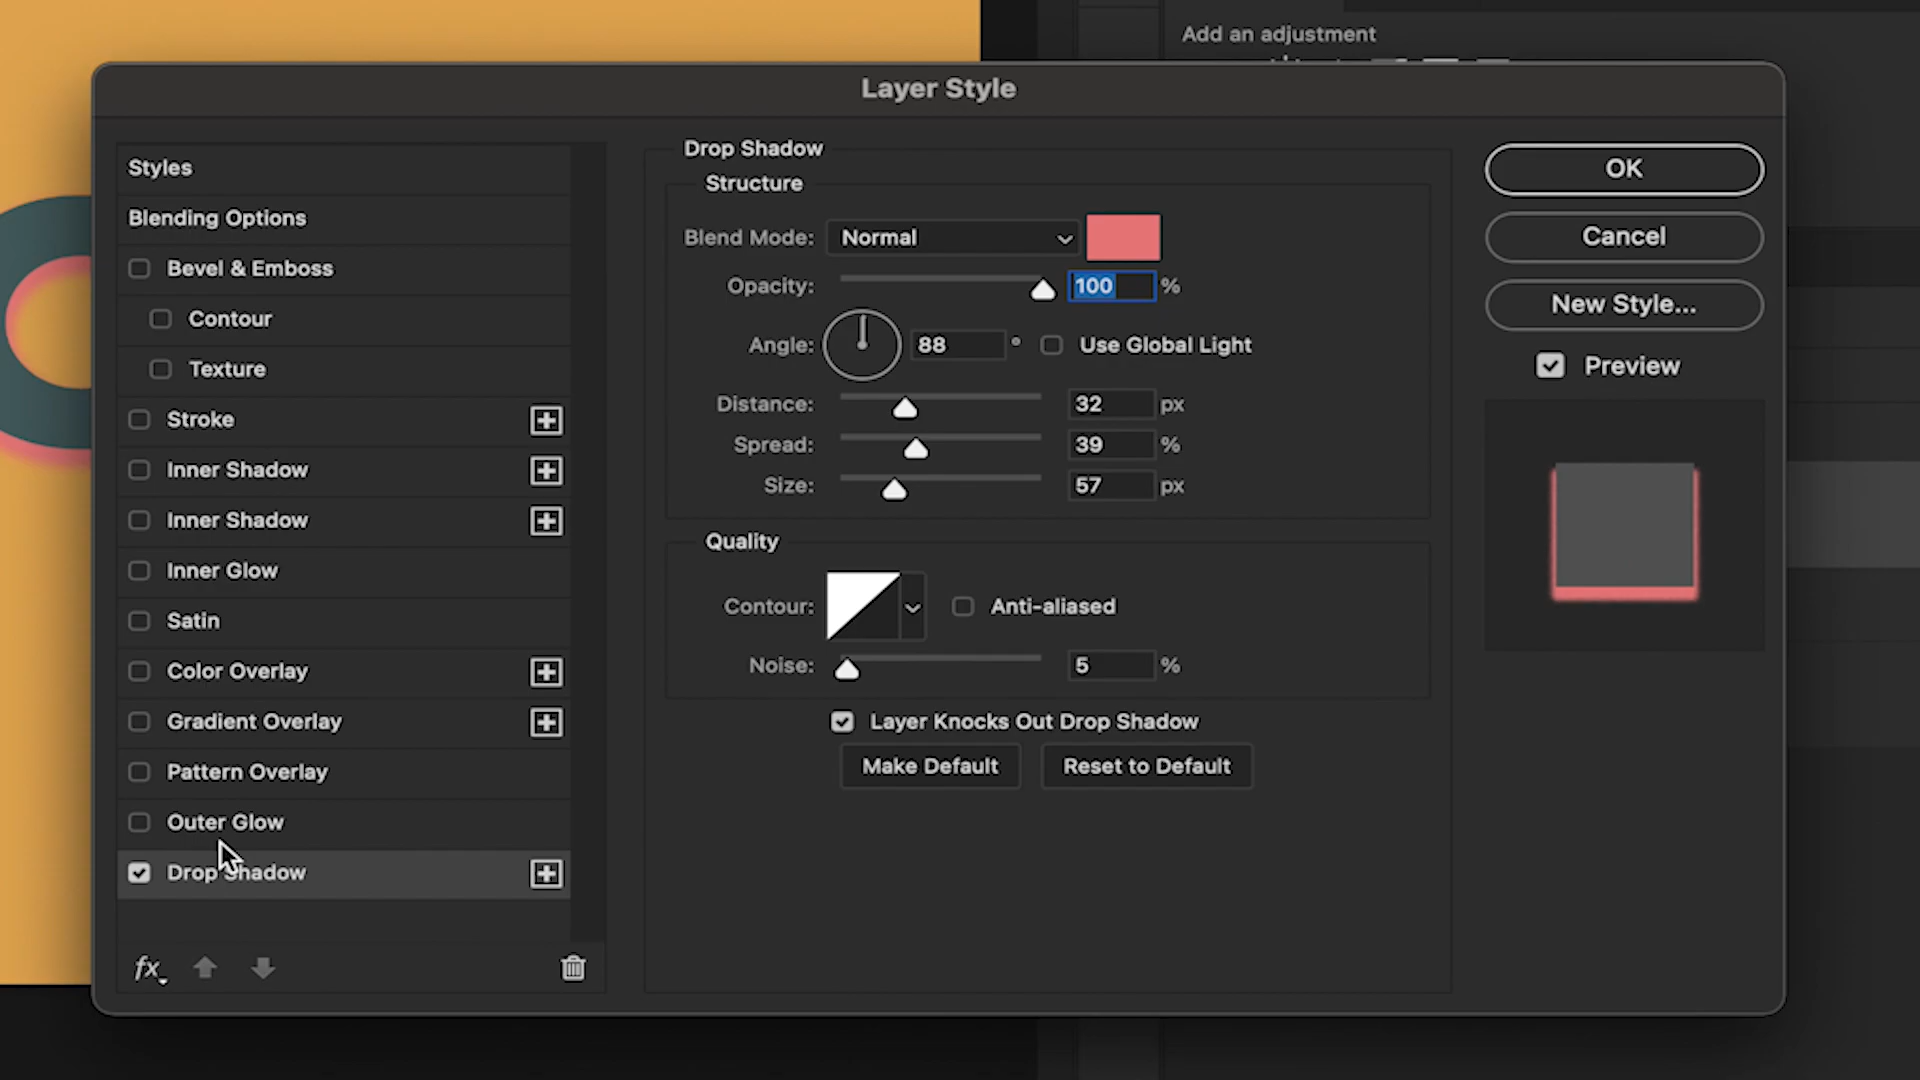 Add an adjustment
Layer Style
Styles
Blending Options
Bevel & Emboss
Contour
Texture
Stroke
Inner Shadow
Inner Shadow
Inner Glow
Satin
Color Overlay
Gradient Overlay
Pattern Overlay
Outer Glow
Drop Shadow
fx
Drop Shadow
Structure
Blend Mode: Normal
Opacity: 100 %
Angle: 88 ° Use Global Light
Distance: 32 px
Spread: 39 %
Size: 57 px
Quality
Contour: Anti-aliased
Noise: 5 %
Layer Knocks Out Drop Shadow
Make Default Reset to Default
OK
Cancel
New Style...
Preview